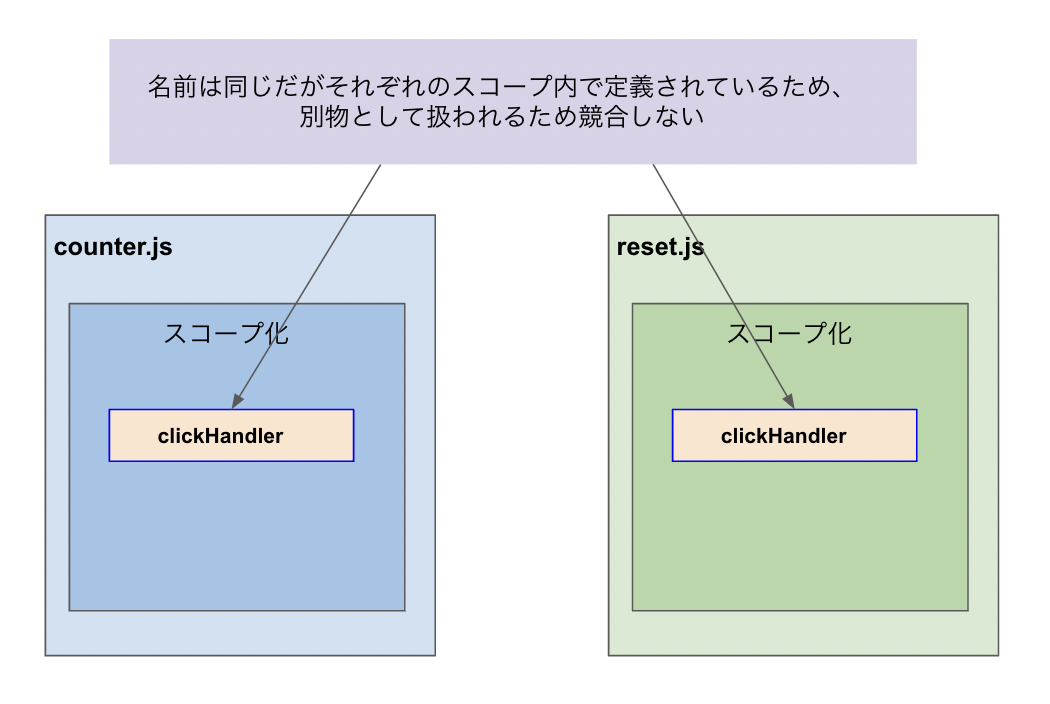 名前は同じだがそれぞれのスコープ内で定義されているため、
別物として扱われるため競合しない
counter.js
reset.js
スコープ化
スコープ化
clickHandler
clickHandler